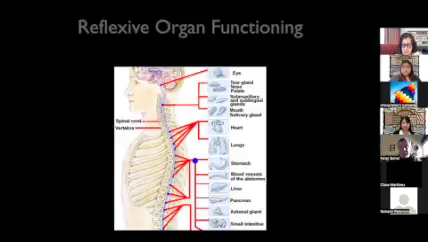 Reflexive Organ Functioning
Eye
Tear gland
Nose
Palate
Submaxillary
and sublingual
glands
Mouth
Salivary gland
Spinal cord
Vertebra
Heart
Lungs
Stomach
Blood vessels
of the abdomen
Liver
Pancreas
Adrenal gland
Small intestine